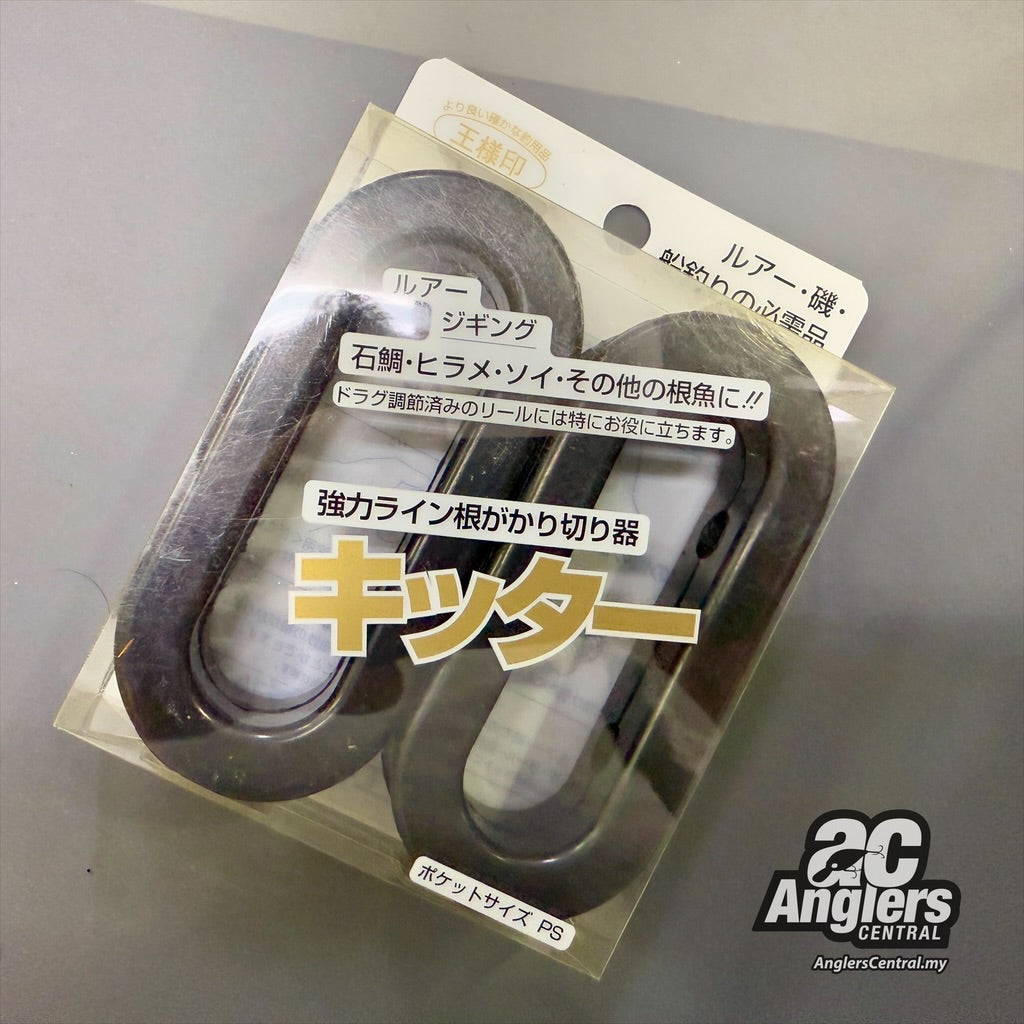 より良い確かな釣用品
王様印
ルアー・磯・
船釣りの必需品
ルアー
ジギング
石鯛・ヒラメ・ソイ・その他の根魚に!!
ドラグ調節済みのリールには特にお役に立ちます。
強力ライン根がかり切り器
キッター
ポケットサイズ PS
ac
Anglers
CENTRAL
AnglersCentral.my